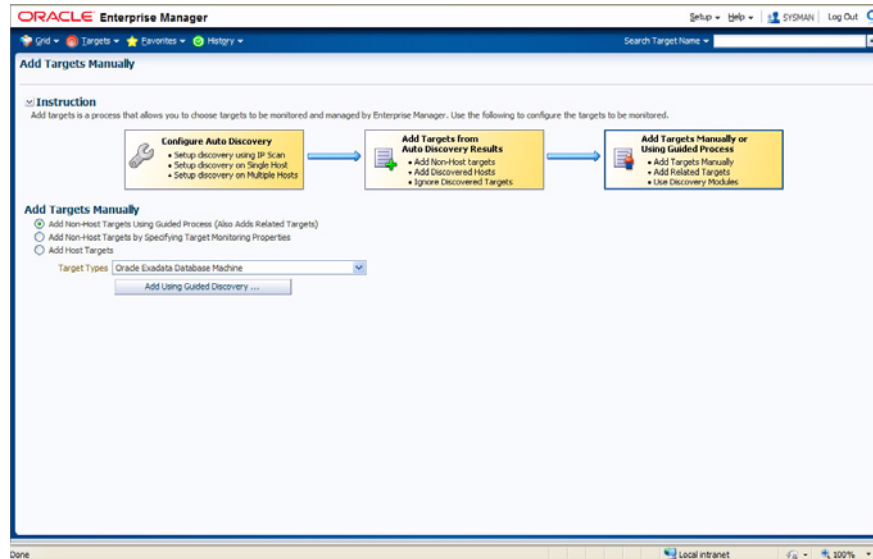 ORACLE Enterprise Manager
Setup Help SYSMAN Log Out
Grid Targets Favorites History Search Target Name
Add Targets Manually
Instruction
Add targets is a process that allows you to choose targets to be monitored and managed by Enterprise Manager. Use the following to configure the targets to be monitored.
Configure Auto Discovery
• Setup discovery using IP Scan
• Setup discovery on Single Host
• Setup discovery on Multiple Hosts
Add Targets from
Auto Discovery Results
• Add Non-Host targets
• Add Discovered Hosts
• Ignore Discovered Targets
Add Targets Manually or
Using Guided Process
• Add Targets Manually
• Add Related Targets
• Use Discovery Modules
Add Targets Manually
Add Non-Host Targets Using Guided Process (Also Adds Related Targets)
Add Non-Host Targets by Specifying Target Monitoring Properties
Add Host Targets
Target Types Oracle Exadata Database Machine
Add Using Guided Discovery ...
Done Local intranet 100%